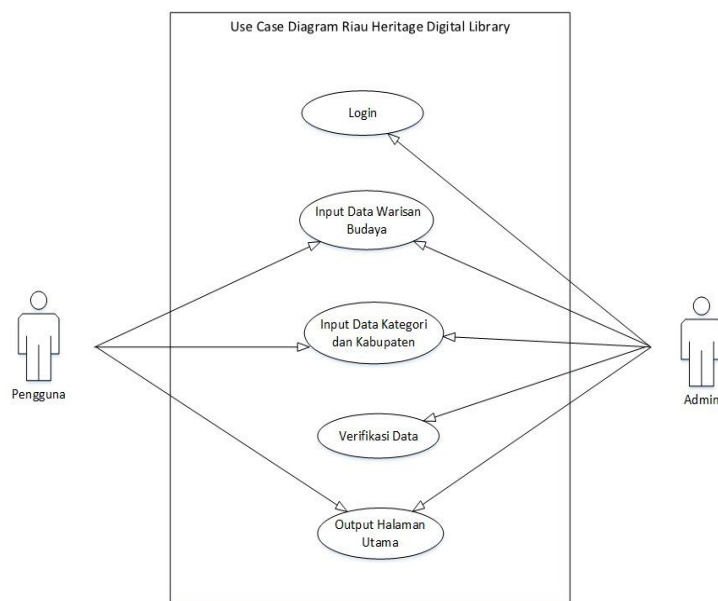 Use Case Diagram Riau Heritage Digital Library
Login
Input Data Warisan
Budaya
Input Data Kategori
dan Kabupaten
Pengguna
Admin
Verifikasi Data
Output Halaman
Utama